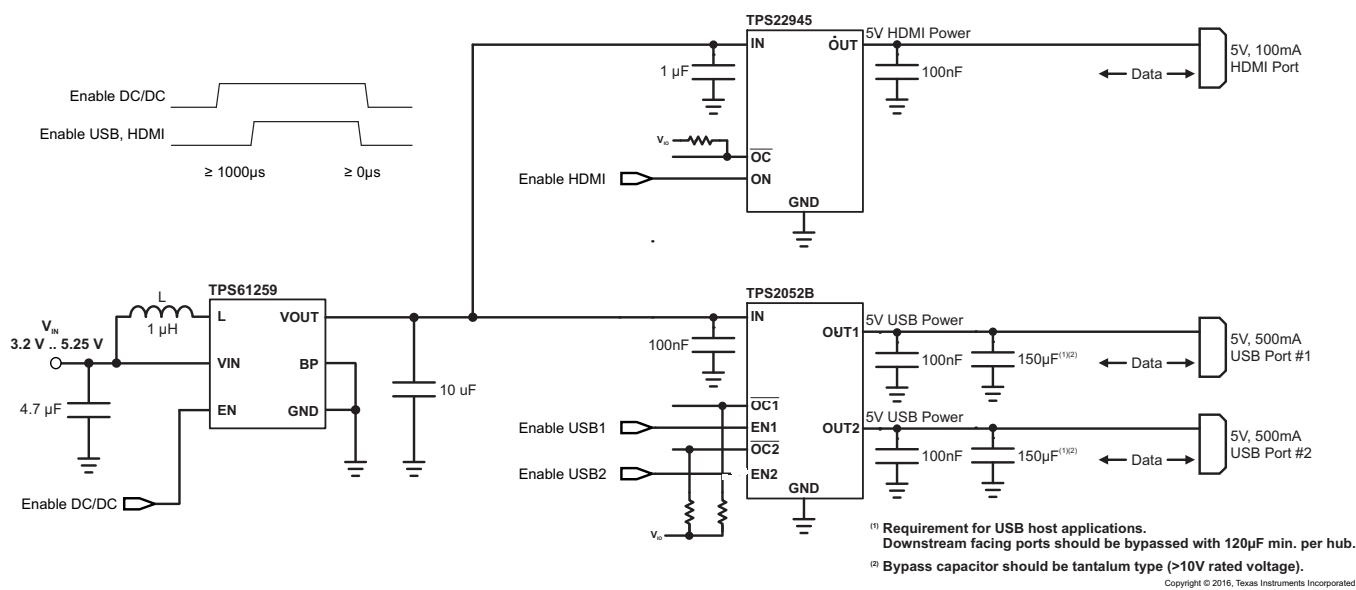 TPS22945
IN
OUT
5V HDMI Power
1 µF
100nF
5V, 100mA
HDMI Port
Data
Enable DC/DC
Enable USB, HDMI
≥ 1000µs
≥ 0µs
VIO
OC
ON
Enable HDMI
GND
TPS61259
L
1 µH
L
VOUT
VIN
3.2 V .. 5.25 V
VIN
BP
EN
GND
4.7 µF
10 uF
Enable DC/DC
TPS2052B
IN
100nF
OUT1
5V USB Power
100nF
150µF(1)(2)
Data
5V, 500mA
USB Port #1
OC1
EN1
Enable USB1
OC2
EN2
Enable USB2
OUT2
5V USB Power
100nF
150µF(1)(2)
Data
5V, 500mA
USB Port #2
GND
VIO
(1) Requirement for USB host applications.
Downstream facing ports should be bypassed with 120µF min. per hub.
(2) Bypass capacitor should be tantalum type (>10V rated voltage).
Copyright © 2016, Texas Instruments Incorporated